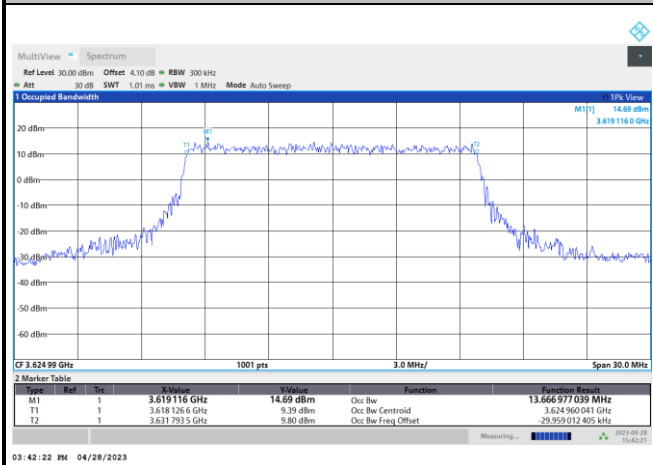 MultiView Spectrum
Ref Level 30.00 dBm Offset 4.10 dB RBW 300 kHz
Att 30 dB SWT 1.01 ms VBW 1 MHz Mode Auto Sweep
1 Occupied Bandwidth 1Pk View
M1[1] 14.69 dBm
3.619 116 0 GHz
20 dBm
M1
T1 T2
10 dBm
0 dBm
-10 dBm
-20 dBm
-30 dBm
-40 dBm
-50 dBm
-60 dBm
CF 3.624 99 GHz 1001 pts 3.0 MHz/ Span 30.0 MHz
2 Marker Table
Type Ref Trc X-Value Y-Value Function Function Result
M1 1 3.619 116 GHz 14.69 dBm Occ Bw 13.666 977 039 MHz
T1 1 3.618 126 6 GHz 9.39 dBm Occ Bw Centroid 3.624 960 041 GHz
T2 1 3.631 793 5 GHz 9.80 dBm Occ Bw Freq Offset -29.959 012 405 kHz
Measuring... 2023-04-28
15:42:21
03:42:22 PM 04/28/2023